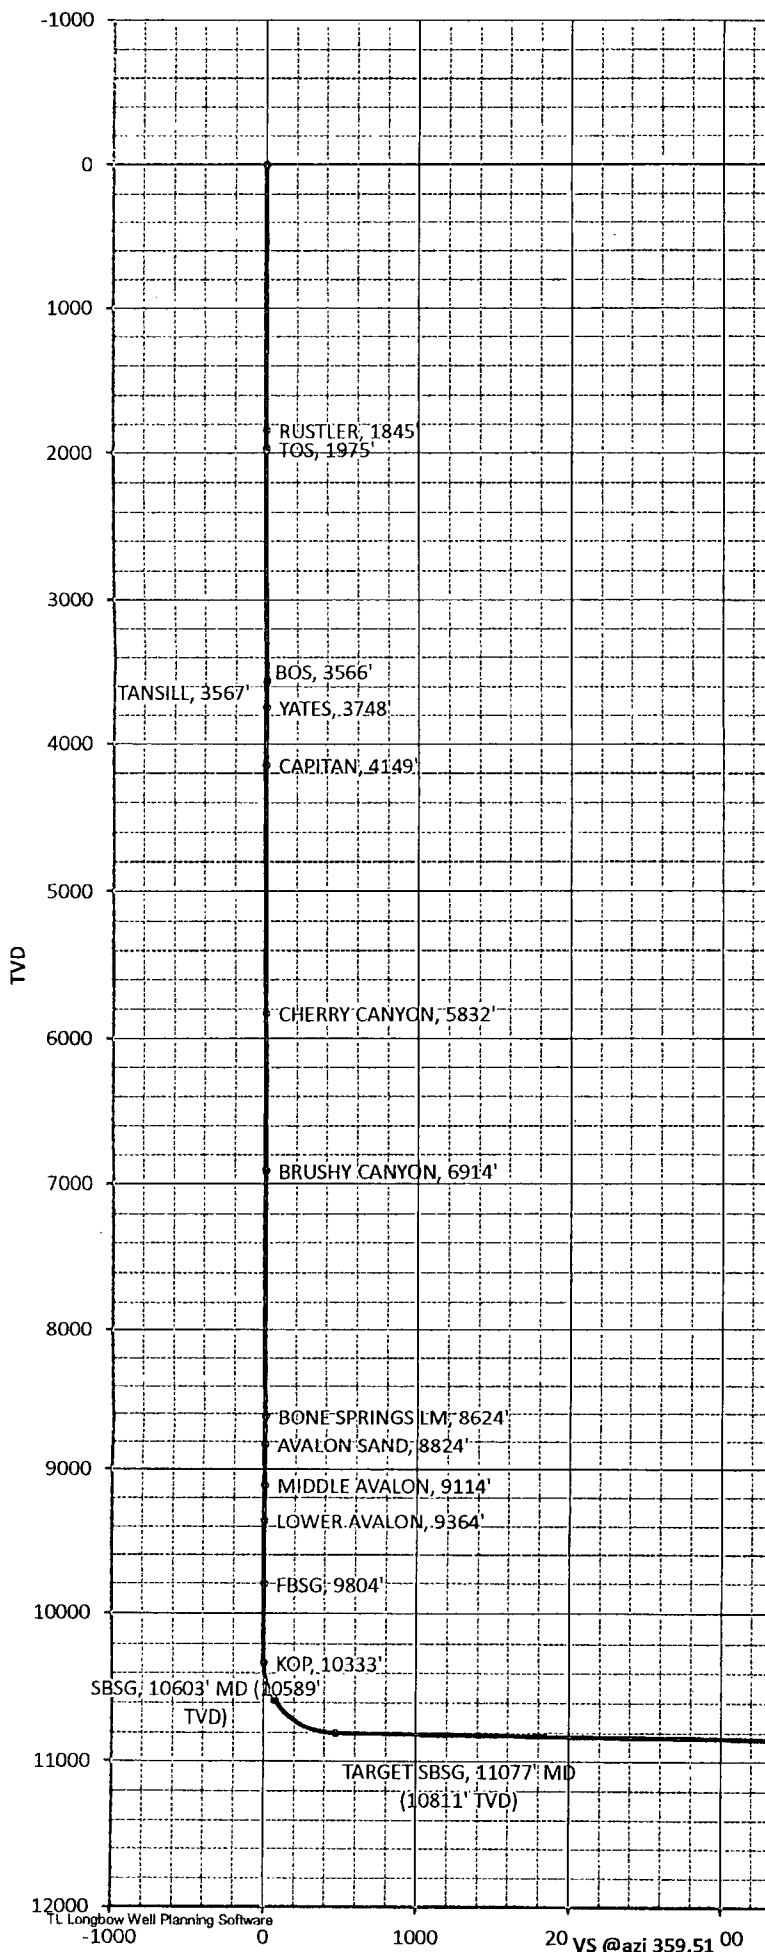 -1000
0
1000
RUSTLER, 1845'
2000
TOS, 1975'
3000
BOS, 3566'
TANSILL, 3567'
YATES, 3748'
4000
CAPITAN, 4149'
5000
TVD
CHERRY CANYON, 5832'
6000
BRUSHY CANYON, 6914'
7000
8000
BONE SPRINGS LM, 8624'
AVALON SAND, 8824'
9000
MIDDLE AVALON, 9114'
LOWER AVALON, 9364'
FBSG, 9804'
10000
KOP, 10333'
SBSG, 10603' MD (10589'
TVD)
11000
TARGET SBSG, 11077' MD
(10811' TVD)
12000
TL Longbow Well Planning Software
-1000 0 1000 20 00
VS @azi 359.51